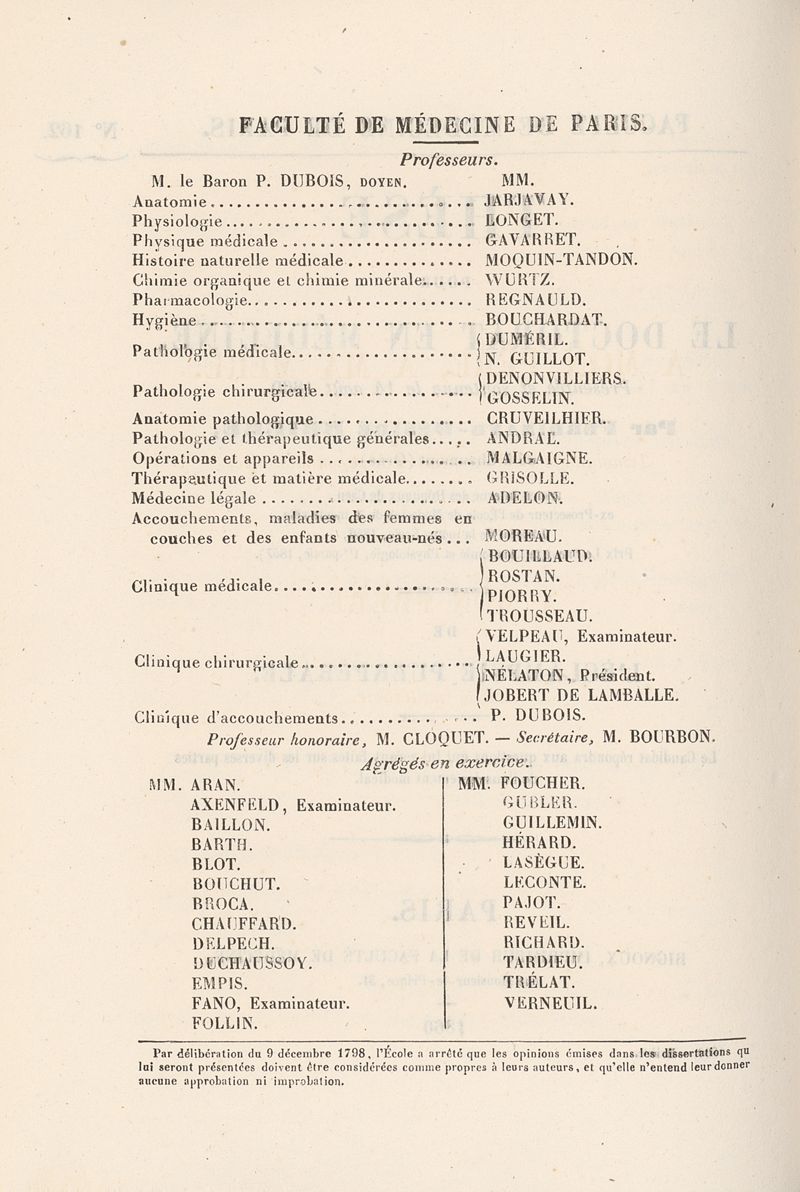 FACULTÉ DE MÉDECINE DE PARIS.
Professeurs.
M. le Baron P. DUBOIS, DOYEN. MM.
Anatomie........................... JARJAVAY.
Physiologie......................... LONGET.
Physique médicale................... GAVARRET.
Histoire naturelle médicale............. MOQUIN-TANDON.
Chimie organique et chimie minérale...... WURTZ.
Pharmacologie....................... REGNAULD.
Hygiène........................... BOUCHARDAT.
Pathologie médicale................... { DUMÉRIL.
N. GUILLOT.
Pathologie chirurgicale................ { DENONVILLIERS.
GOSSELIN.
Anatomie pathologique................ CRUVEILHIER.
Pathologie et thérapeutique générales..... ANDRAL.
Opérations et appareils................ MALGAIGNE.
Thérapeutique et matière médicale........ GRISOLLE.
Médecine légale...................... ADELON.
Accouchements, maladies des femmes en
couches et des enfants nouveau-nés... MOREAU.
Clinique médicale.................... { BOUILLAUD.
ROSTAN.
PIORRY.
TROUSSEAU.
Clinique chirurgicale.................. { VELPEAU, Examinateur.
LAUGIER.
NÉLATON, Président.
JOBERT DE LAMBALLE.
Clinique d'accouchements.............. P. DUBOIS.
Professeur honoraire, M. CLOQUET. — Secrétaire, M. BOURBON.
Agrégés en exercice.
MM. ARAN.
AXENFELD, Examinateur.
BAILLON.
BARTH.
BLOT.
BOUCHUT.
BROCA.
CHAUFFARD.
DELPECH.
DUCHAUSSOY.
EMPIS.
FANO, Examinateur.
FOLLIN.
MM. FOUCHER.
GUBLER.
GUILLEMIN.
HÉRARD.
LASÈGUE.
LECONTE.
PAJOT.
REVEIL.
RICHARD.
TARDIEU.
TRÉLAT.
VERNEUIL.
Par délibération du 9 décembre 1798, l'École a arrêté que les opinions émises dans les dissertations qu
lui seront présentées doivent être considérées comme propres à leurs auteurs, et qu'elle n'entend leur donner
aucune approbation ni improbation.